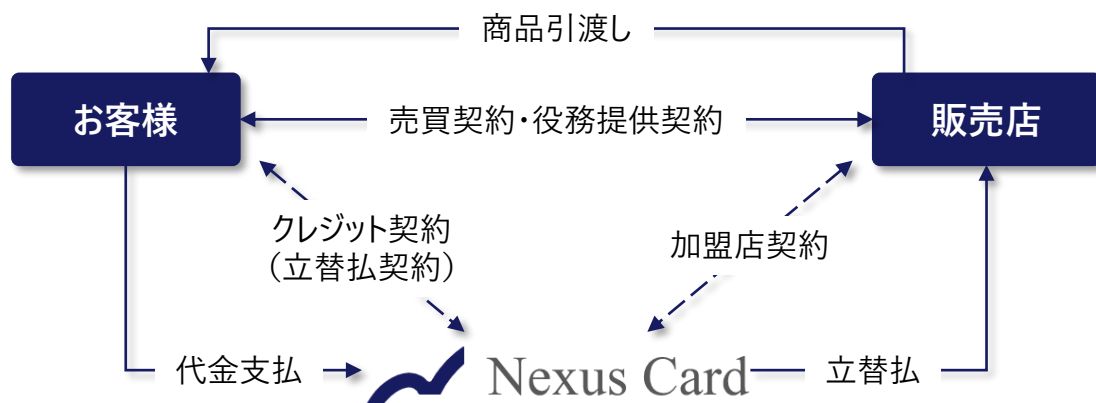 商品引渡し
お客様
売買契約・役務提供契約
販売店
クレジット契約
（立替払契約）
加盟店契約
代金支払
Nexus Card
立替払